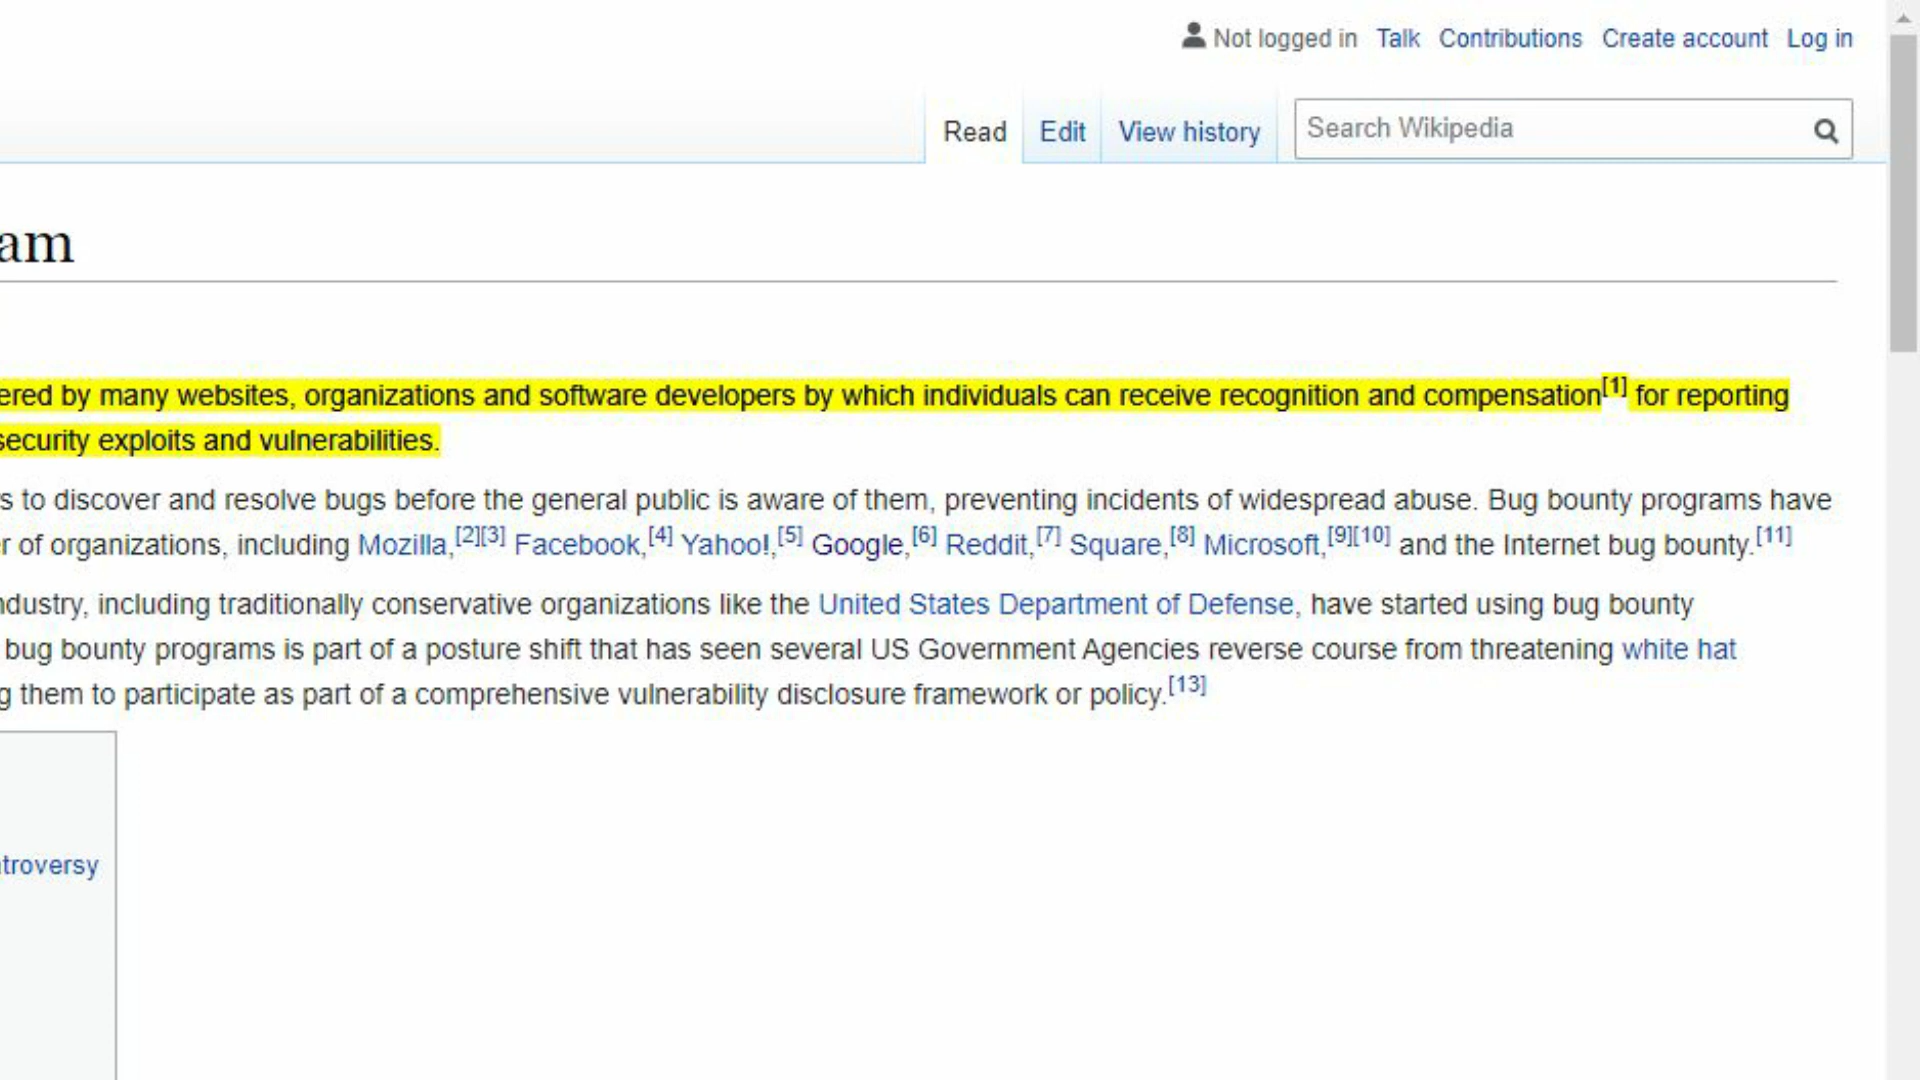 Not logged in Talk Contributions Create account Log in
Read Edit View history Search Wikipedia
am
ered by many websites, organizations and software developers by which individuals can receive recognition and compensation[1] for reporting
security exploits and vulnerabilities.
s to discover and resolve bugs before the general public is aware of them, preventing incidents of widespread abuse. Bug bounty programs have
r of organizations, including Mozilla,[2][3] Facebook,[4] Yahoo!,[5] Google,[6] Reddit,[7] Square,[8] Microsoft,[9][10] and the Internet bug bounty.[11]
ndustry, including traditionally conservative organizations like the United States Department of Defense, have started using bug bounty
bug bounty programs is part of a posture shift that has seen several US Government Agencies reverse course from threatening white hat
g them to participate as part of a comprehensive vulnerability disclosure framework or policy.[13]
troversy